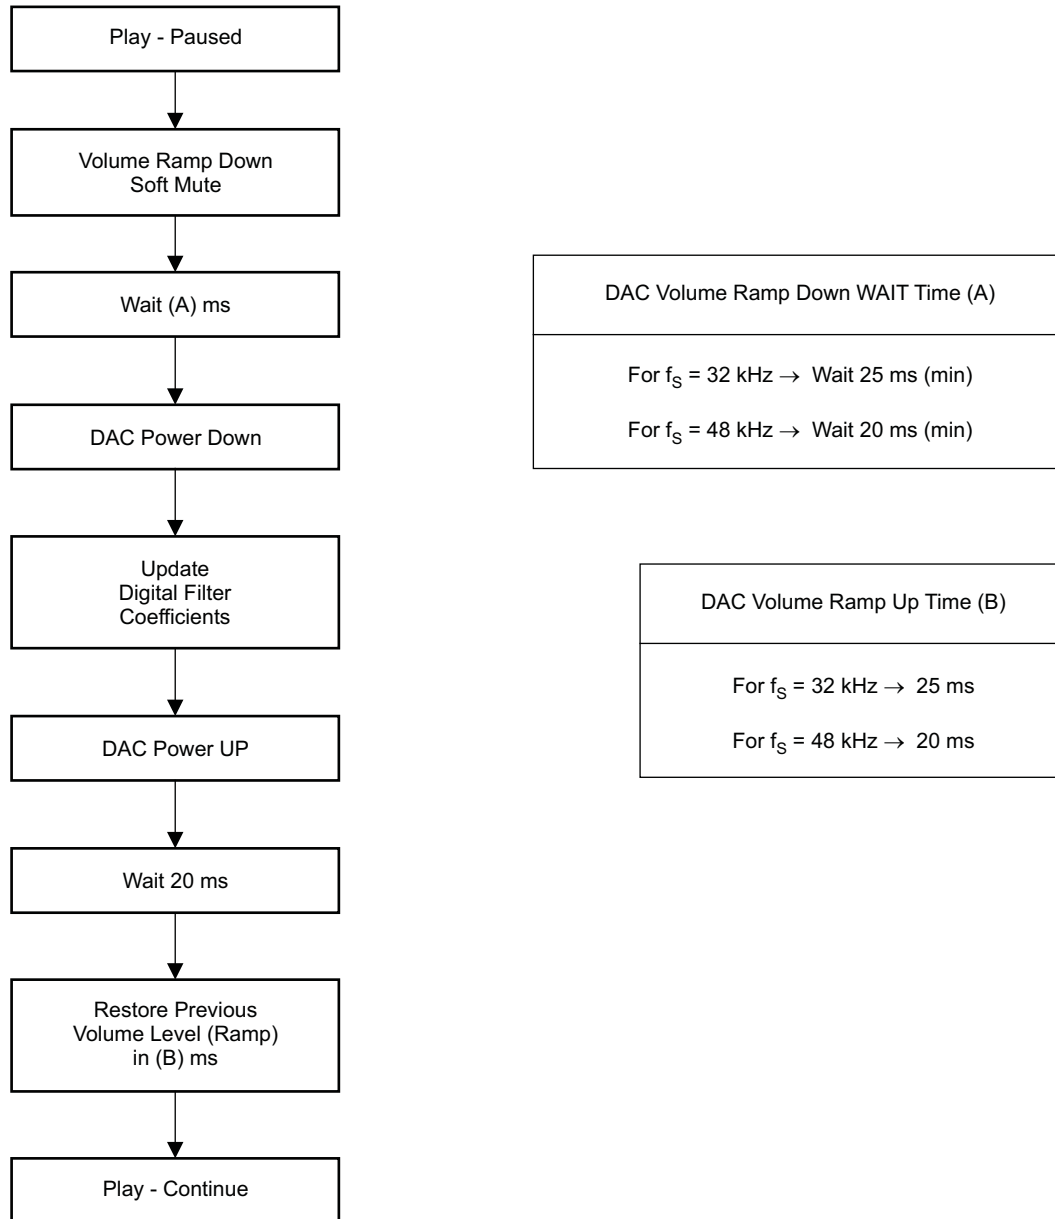 Play - Paused
Volume Ramp Down
Soft Mute
Wait (A) ms
DAC Power Down
Update
Digital Filter
Coefficients
DAC Power UP
Wait 20 ms
Restore Previous
Volume Level (Ramp)
in (B) ms
Play - Continue
DAC Volume Ramp Down WAIT Time (A)
For fS = 32 kHz → Wait 25 ms (min)
For fS = 48 kHz → Wait 20 ms (min)
DAC Volume Ramp Up Time (B)
For fS = 32 kHz → 25 ms
For fS = 48 kHz → 20 ms